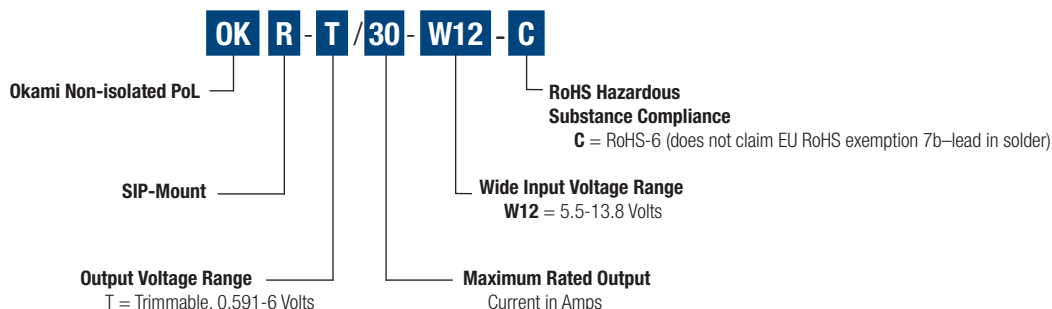 OK R - T / 30 - W12 - C
Okami Non-isolated PoL
RoHS Hazardous
Substance Compliance
C = RoHS-6 (does not claim EU RoHS exemption 7b–lead in solder)
SIP-Mount
Wide Input Voltage Range
W12 = 5.5-13.8 Volts
Output Voltage Range
T = Trimmable, 0.591-6 Volts
Maximum Rated Output
Current in Amps